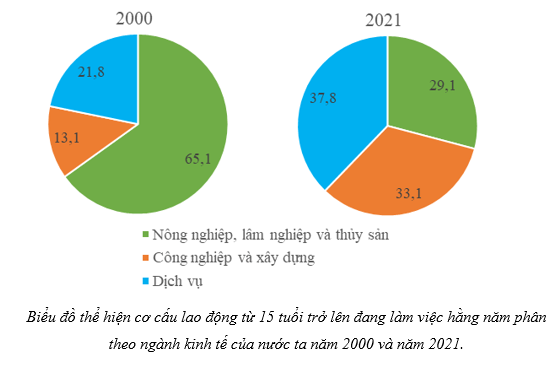 2000
2021
21,8
13,1
65,1
37,8
29,1
33,1
Nông nghiệp, lâm nghiệp và thủy sản
Công nghiệp và xây dựng
Dịch vụ
Biểu đồ thể hiện cơ cấu lao động từ 15 tuổi trở lên đang làm việc hằng năm phân
theo ngành kinh tế của nước ta năm 2000 và năm 2021.